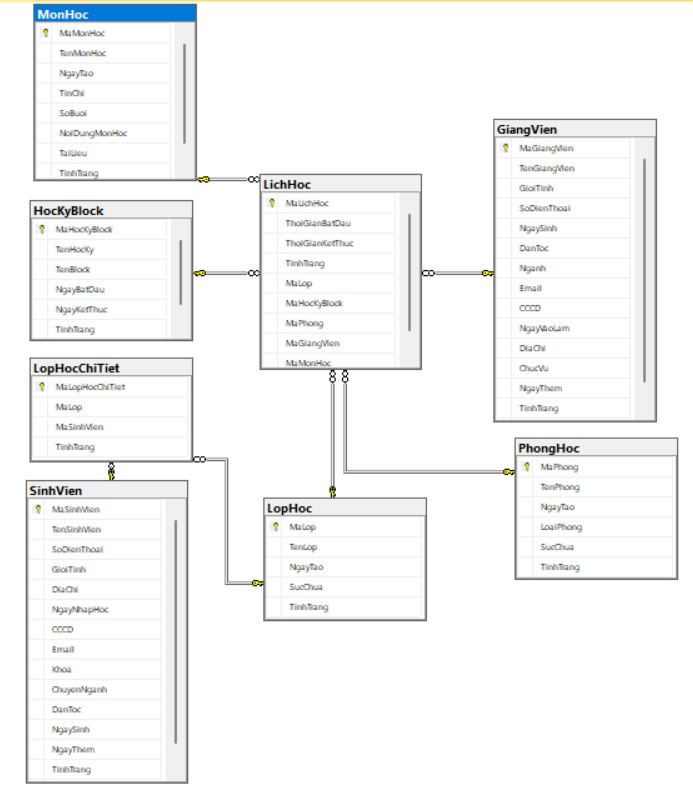 MonHoc
MaMonHoc
TenMonHoc
NgayTao
TinChi
SoBuoi
NoiDungMonHoc
TaiLieu
TinhTrang
HocKyBlock
MaHocKyBlock
TenHocKy
TenBlock
NgayBatDau
NgayKetThuc
TinhTrang
LopHocChiTiet
MaLopHocChiTiet
MaLop
MaSinhVien
TinhTrang
SinhVien
MaSinhVien
TenSinhVien
SoDienThoai
GioiTinh
DiaChi
NgayNhapHoc
CCCD
Email
Khoa
ChuyenNganh
DanToc
NgaySinh
NgayThem
TinhTrang
LichHoc
MaLichHoc
ThoiGianBatDau
ThoiGianKetThuc
TinhTrang
MaLop
MaHocKyBlock
MaPhong
MaGiangVien
MaMonHoc
LopHoc
MaLop
TenLop
NgayTao
SucChua
TinhTrang
GiangVien
MaGiangVien
TenGiangVien
GioiTinh
SoDienThoai
NgaySinh
DanToc
Nganh
Email
CCCD
NgayVaoLam
DiaChi
ChucVu
NgayThem
TinhTrang
PhongHoc
MaPhong
TenPhong
NgayTao
LoaiPhong
SucChua
TinhTrang